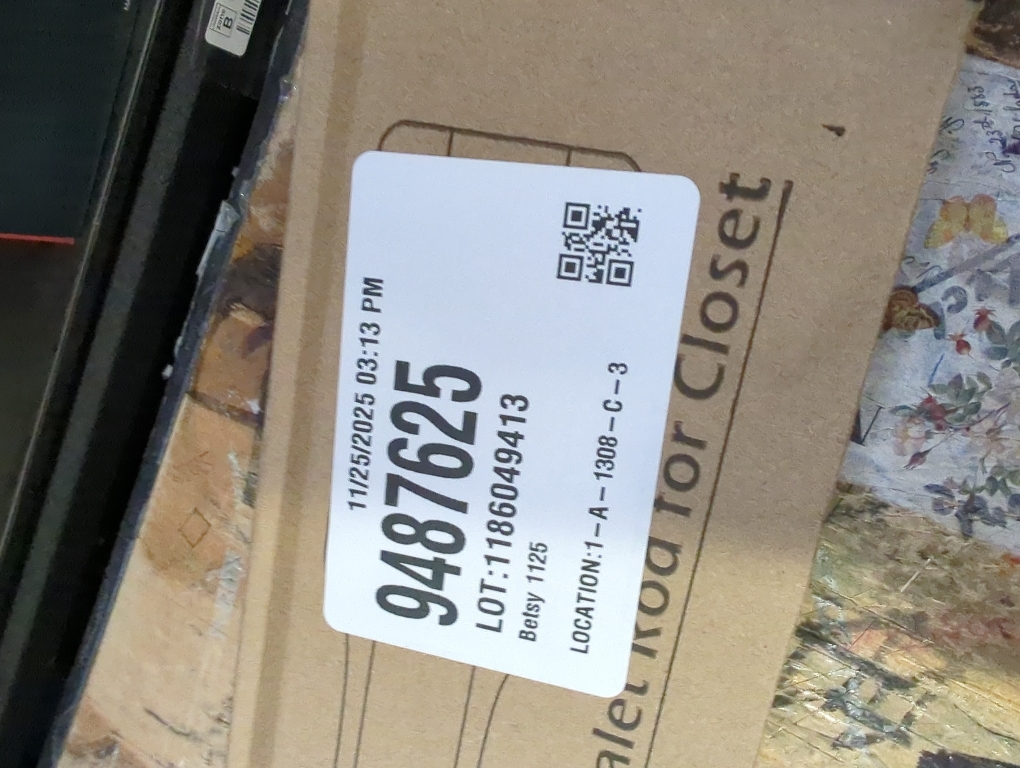 11/25/2025 03:13 PM
9487625
LOT:1186049413
Betsy 1125
LOCATION:1-A-1308-C-3
alet Rod for Closet
B